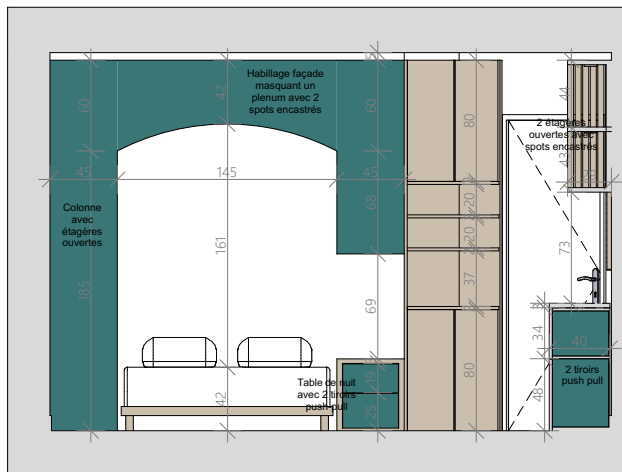 Habillage façade
masquant un
plenum avec 2
spots encastrés
2 étagères
ouvertes avec
spots encastrés
Colonne
avec
étagères
ouvertes
Table de nuit
avec 2 tiroirs
push pull
2 tiroirs
push pull
60
42
5
60
80
44
43
45
145
45
68
20
20
37
185
161
69
73
34
40
19
25
42
80
48